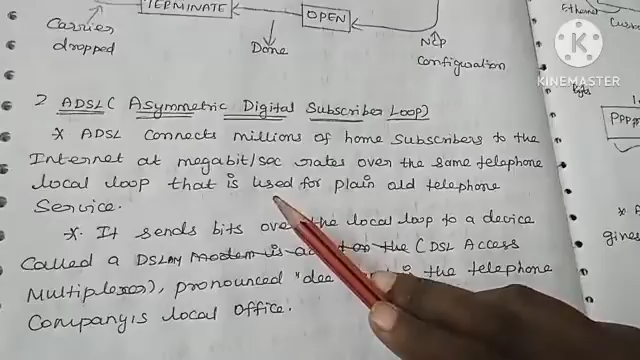 TERMINATE
OPEN
Carrier
dropped
Done
NCP
configuration
Ethernet
KINEMASTER
2 ADSL( Asymmetric Digital Subscriber Loop)
* ADSL connects millions of home subscribers to the
Internet at megabit/sec rates over the same telephone
local loop that is used for plain old telephone
Service.
* It sends bits over the local loop to a device
Called a DSLAM (DSL Access
Multiplexer), pronounced "dee the telephone
Company's local office.